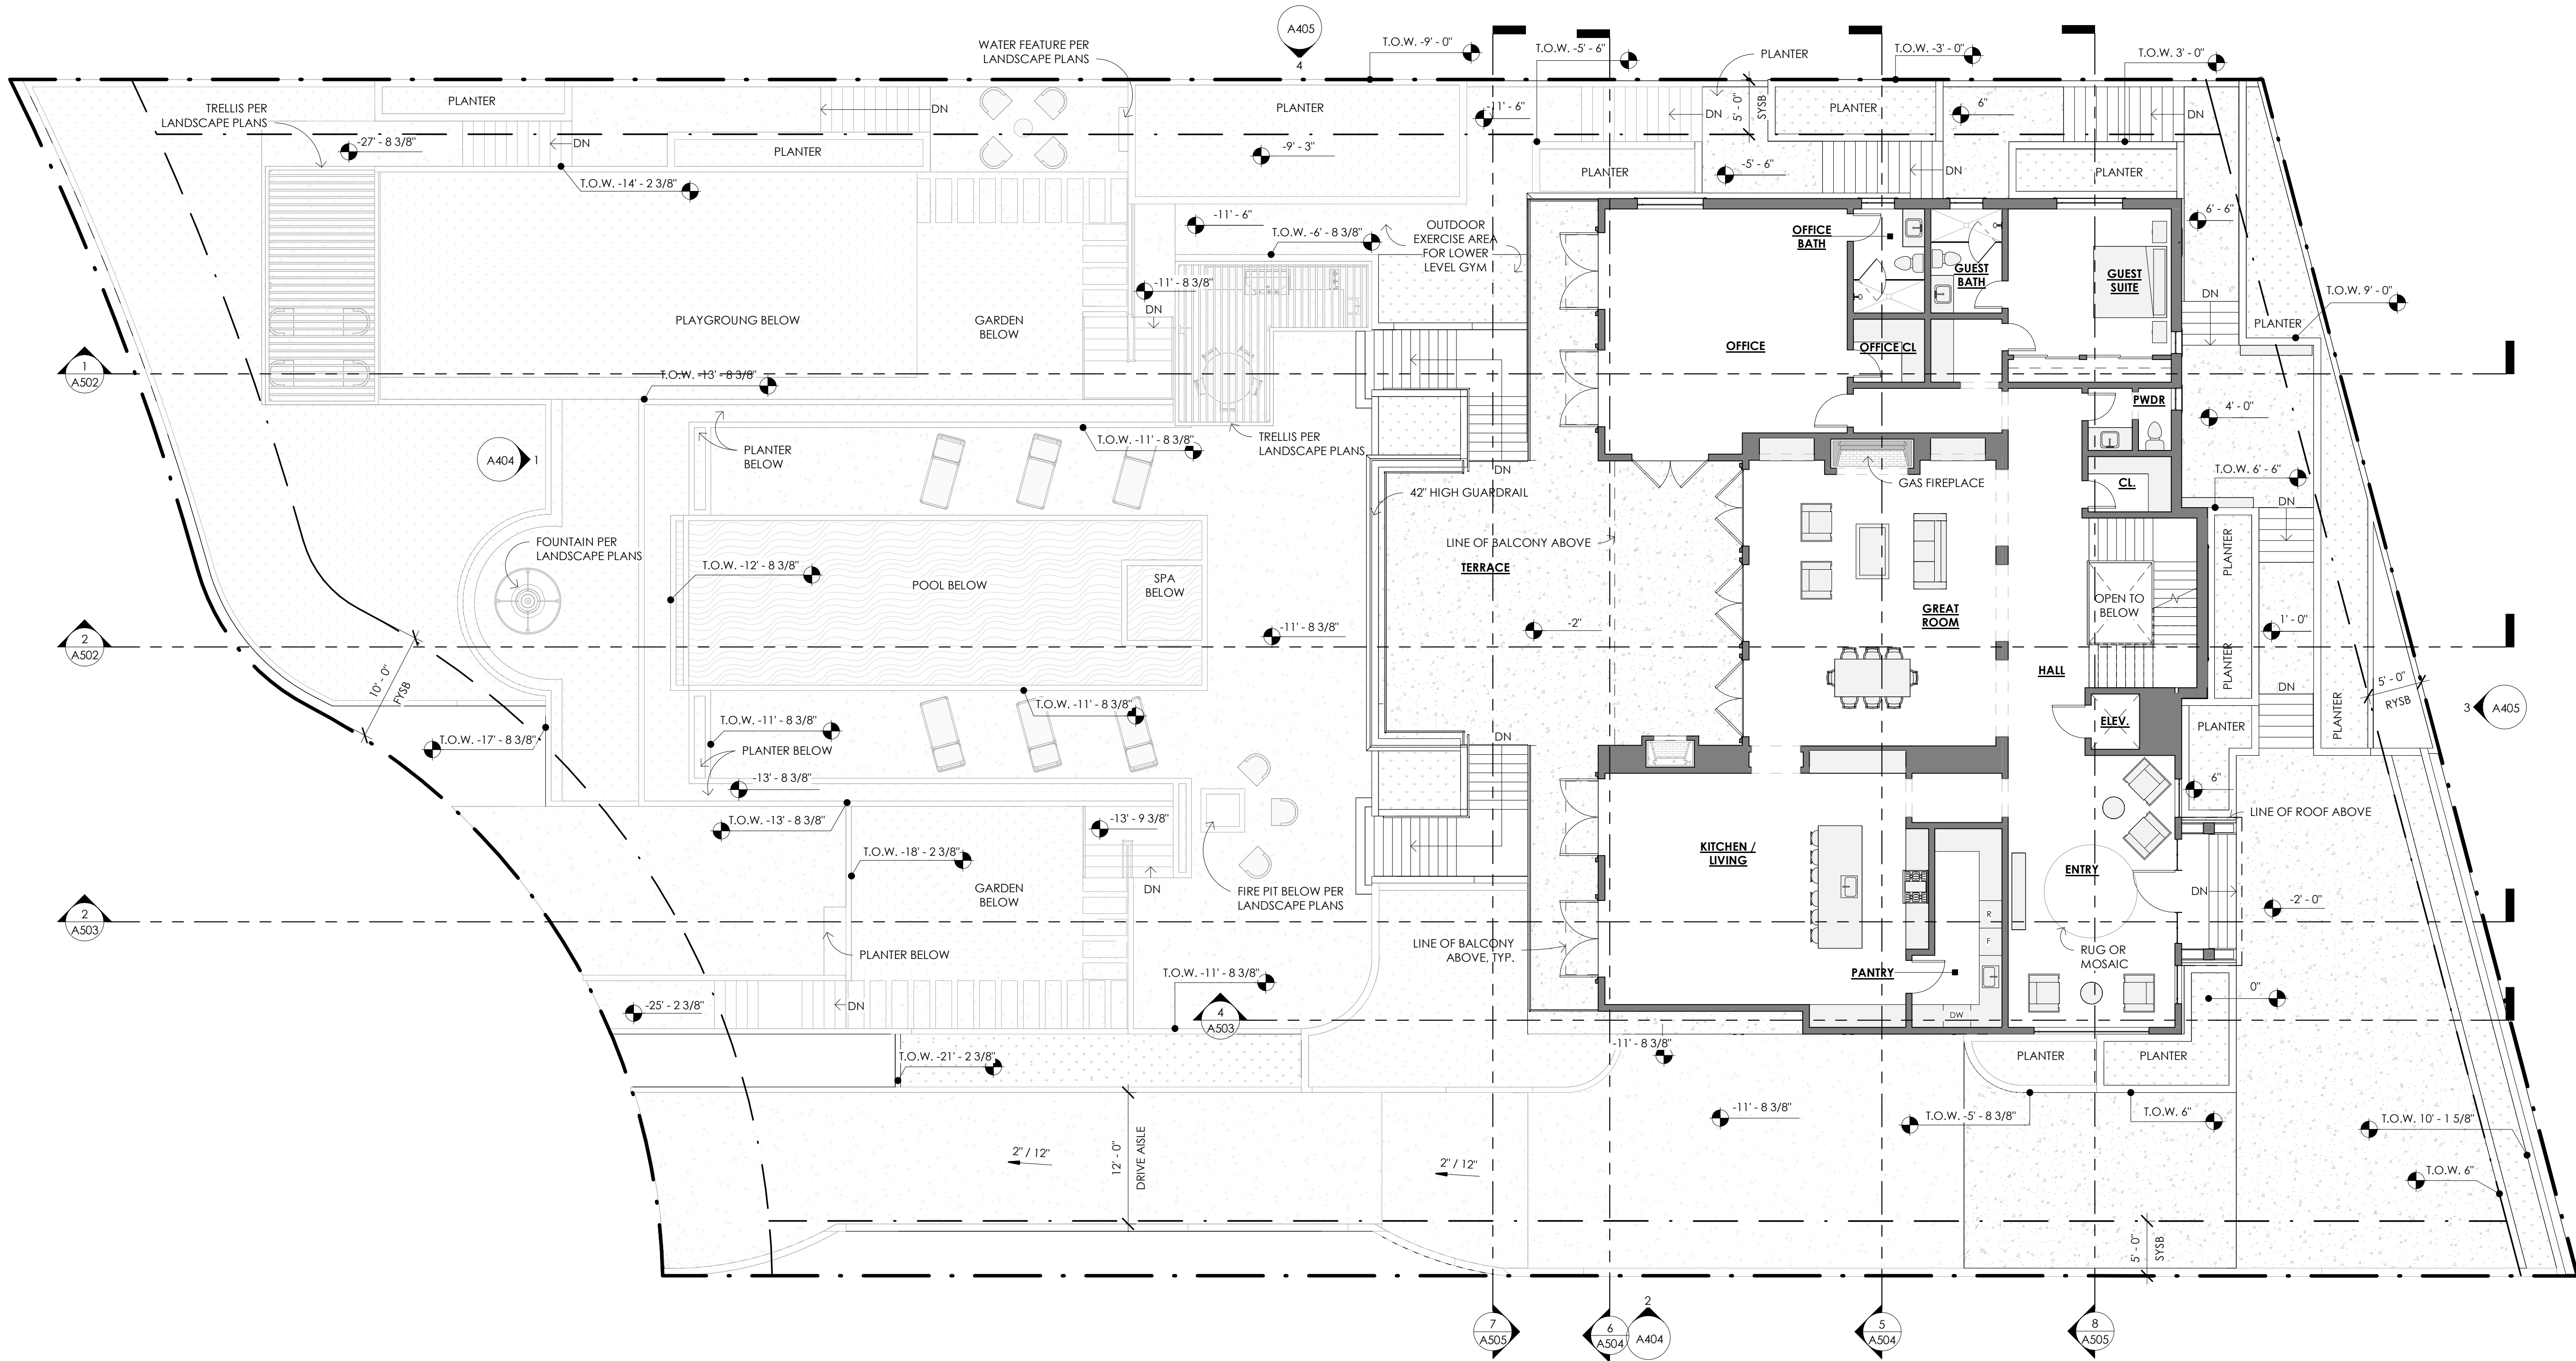 A405
4
WATER FEATURE PER
LANDSCAPE PLANS
T.O.W. -9' - 0"
T.O.W. -5' - 6"
PLANTER
T.O.W. -3' - 0"
T.O.W. 3' - 0"
TRELLIS PER
LANDSCAPE PLANS
PLANTER
DN
PLANTER
-11' - 6"
DN
5' - 0"
SYSB
PLANTER
6"
DN
-27' - 8 3/8"
DN
PLANTER
-9' - 3"
-5' - 6"
PLANTER
DN
PLANTER
T.O.W. -14' - 2 3/8"
-11' - 6"
T.O.W. -6' - 8 3/8"
OUTDOOR
EXERCISE AREA
FOR LOWER
LEVEL GYM
OFFICE
BATH
GUEST
BATH
GUEST
SUITE
6' - 6"
-11' - 8 3/8"
DN
DN
T.O.W. 9' - 0"
PLAYGROUNG BELOW
GARDEN
BELOW
PLANTER
OFFICE
OFFICE CL
1
A502
T.O.W. -13' - 8 3/8"
PWDR
4' - 0"
A404
1
PLANTER
BELOW
T.O.W. -11' - 8 3/8"
TRELLIS PER
LANDSCAPE PLANS
DN
GAS FIREPLACE
CL.
T.O.W. 6' - 6"
42" HIGH GUARDRAIL
DN
FOUNTAIN PER
LANDSCAPE PLANS
LINE OF BALCONY ABOVE
TERRACE
T.O.W. -12' - 8 3/8"
POOL BELOW
SPA
BELOW
PLANTER
OPEN TO
BELOW
GREAT
ROOM
-11' - 8 3/8"
-2"
1' - 0"
2
A502
HALL
PLANTER
10' - 0"
FYSB
DN
5' - 0"
RYSB
3
A405
T.O.W. -11' - 8 3/8"
T.O.W. -11' - 8 3/8"
ELEV.
PLANTER
PLANTER
T.O.W. -17' - 8 3/8"
PLANTER BELOW
DN
-13' - 8 3/8"
6"
T.O.W. -13' - 8 3/8"
-13' - 9 3/8"
LINE OF ROOF ABOVE
T.O.W. -18' - 2 3/8"
KITCHEN /
LIVING
ENTRY
GARDEN
BELOW
DN
FIRE PIT BELOW PER
LANDSCAPE PLANS
DN
2
A503
R
-2' - 0"
F
PLANTER BELOW
LINE OF BALCONY
ABOVE, TYP.
RUG OR
MOSAIC
PANTRY
T.O.W. -11' - 8 3/8"
-25' - 2 3/8"
DN
4
A503
DW
0"
-11' - 8 3/8"
T.O.W. -21' - 2 3/8"
PLANTER
PLANTER
-11' - 8 3/8"
T.O.W. -5' - 8 3/8"
T.O.W. 6"
T.O.W. 10' - 1 5/8"
12' - 0"
DRIVE AISLE
2" / 12"
2" / 12"
T.O.W. 6"
5' - 0"
SYSB
7
A505
6
A504
2
A404
5
A504
8
A505